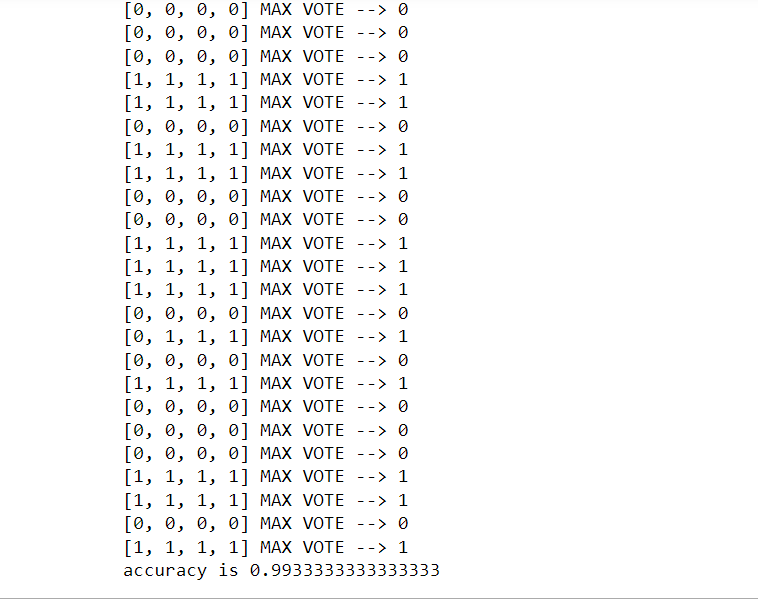 [0, 0, 0, 0] MAX VOTE --> 0
[0, 0, 0, 0] MAX VOTE --> 0
[0, 0, 0, 0] MAX VOTE --> 0
[1, 1, 1, 1] MAX VOTE --> 1
[1, 1, 1, 1] MAX VOTE --> 1
[0, 0, 0, 0] MAX VOTE --> 0
[1, 1, 1, 1] MAX VOTE --> 1
[1, 1, 1, 1] MAX VOTE --> 1
[0, 0, 0, 0] MAX VOTE --> 0
[0, 0, 0, 0] MAX VOTE --> 0
[1, 1, 1, 1] MAX VOTE --> 1
[1, 1, 1, 1] MAX VOTE --> 1
[1, 1, 1, 1] MAX VOTE --> 1
[0, 0, 0, 0] MAX VOTE --> 0
[0, 1, 1, 1] MAX VOTE --> 1
[0, 0, 0, 0] MAX VOTE --> 0
[1, 1, 1, 1] MAX VOTE --> 1
[0, 0, 0, 0] MAX VOTE --> 0
[0, 0, 0, 0] MAX VOTE --> 0
[0, 0, 0, 0] MAX VOTE --> 0
[1, 1, 1, 1] MAX VOTE --> 1
[1, 1, 1, 1] MAX VOTE --> 1
[0, 0, 0, 0] MAX VOTE --> 0
[1, 1, 1, 1] MAX VOTE --> 1
accuracy is 0.9933333333333333